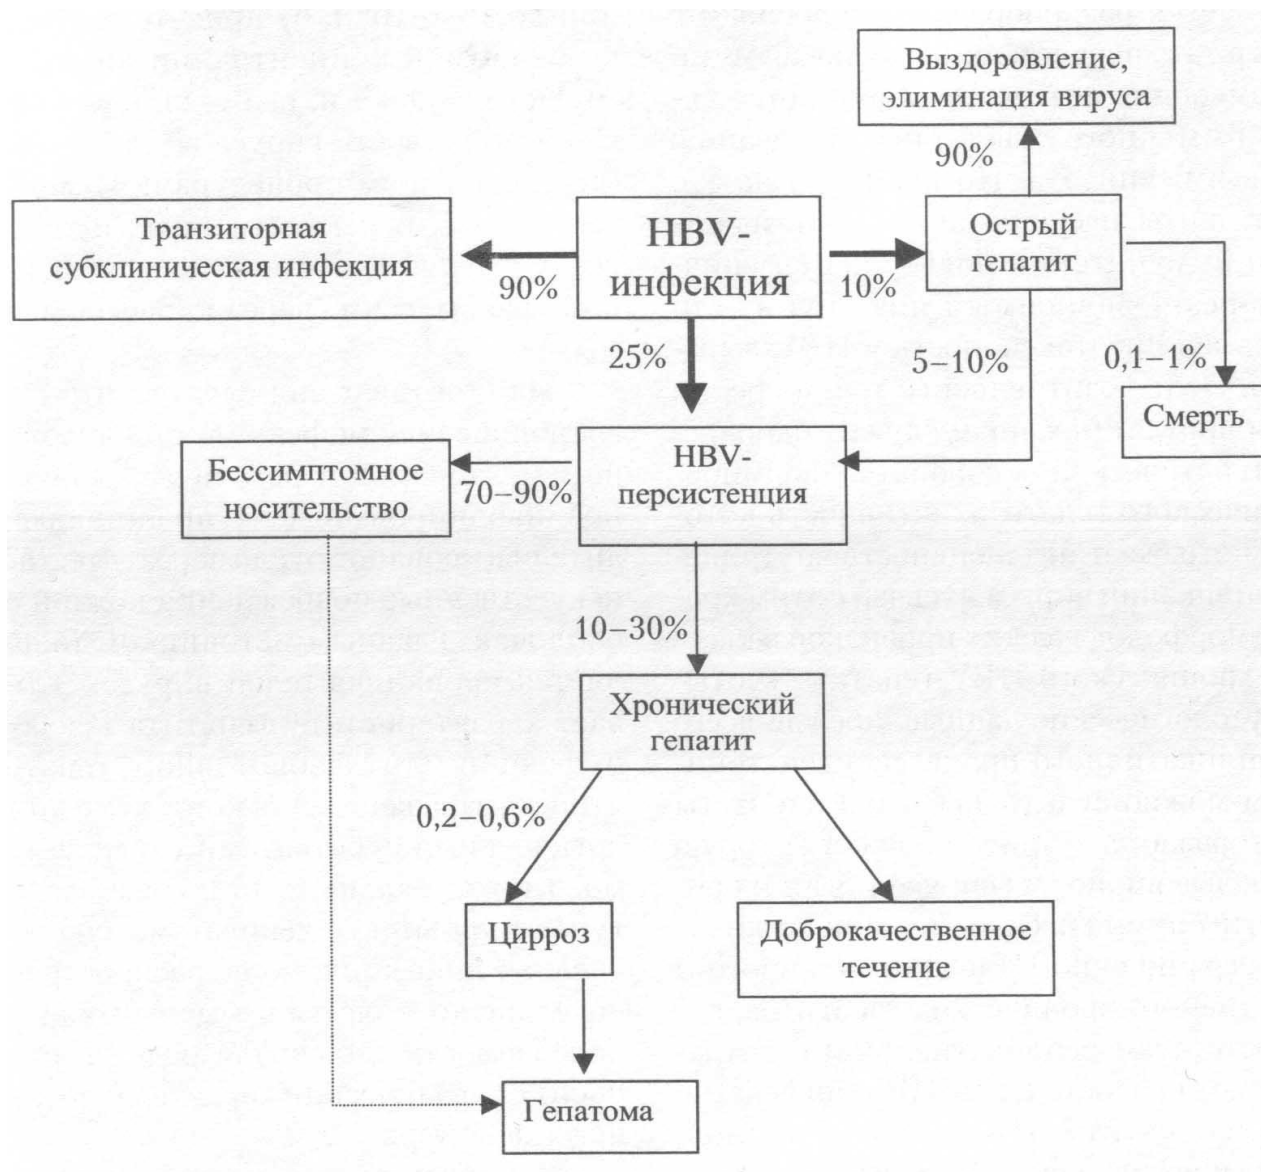 Выздоровление,
элиминация вируса
90%
Транзиторная
субклиническая инфекция
90%
HBV-
инфекция
10%
Острый
гепатит
25%
5–10%
0,1–1%
Смерть
Бессимптомное
носительство
70–90%
HBV-
персистенция
10–30%
Хронический
гепатит
0,2–0,6%
Цирроз
Доброкачественное
течение
Гепатома